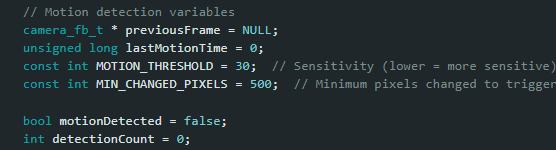 // Motion detection variables
camera_fb_t * previousFrame = NULL;
unsigned long lastMotionTime = 0;
const int MOTION_THRESHOLD = 30;  // Sensitivity (lower = more sensitive)
const int MIN_CHANGED_PIXELS = 500;  // Minimum pixels changed to trigger
bool motionDetected = false;
int detectionCount = 0;